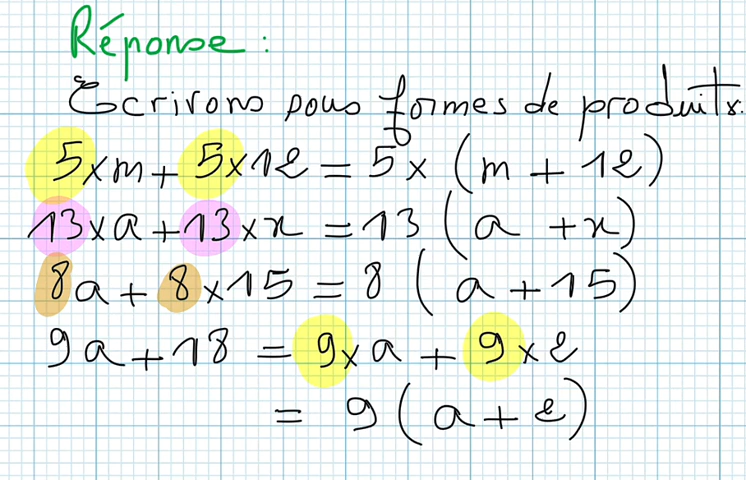 Réponse:
Ecrivons sous formes de produits.
5×m+5×12=5×(m+12)
13×a+13×x=13(a+x)
8a+8×15=8(a+15)
9a+18=9×a+9×2
=9(a+2)